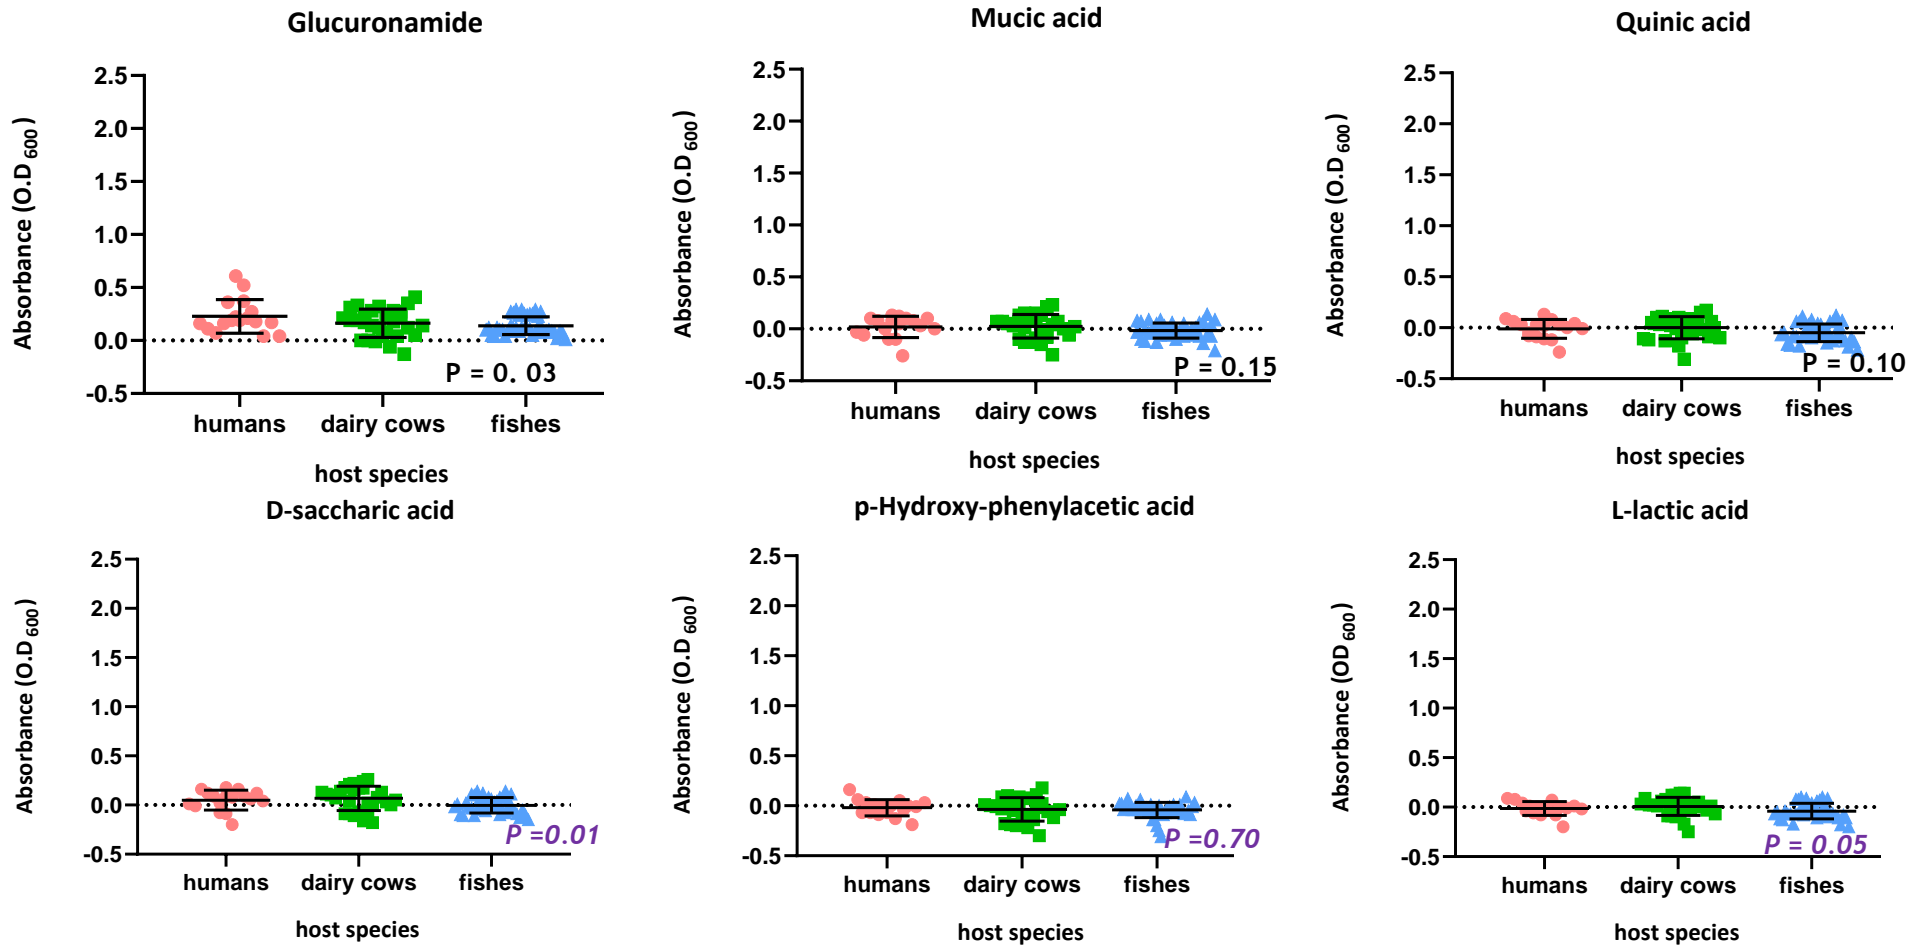 Glucuronamide
Absorbance (O.D600)
2.5
2.0
1.5
1.0
0.5
0.0
-0.5
P = 0. 03
humans dairy cows fishes
host species
Mucic acid
Absorbance (O.D600)
2.5
2.0
1.5
1.0
0.5
0.0
-0.5
P = 0.15
humans dairy cows fishes
host species
Quinic acid
Absorbance (O.D600)
2.5
2.0
1.5
1.0
0.5
0.0
-0.5
P = 0.10
humans dairy cows fishes
host species
D-saccharic acid
Absorbance (O.D600)
2.5
2.0
1.5
1.0
0.5
0.0
-0.5
P =0.01
humans dairy cows fishes
host species
p-Hydroxy-phenylacetic acid
Absorbance (O.D600)
2.5
2.0
1.5
1.0
0.5
0.0
-0.5
P =0.70
humans dairy cows fishes
host species
L-lactic acid
Absorbance (OD600)
2.5
2.0
1.5
1.0
0.5
0.0
-0.5
P = 0.05
humans dairy cows fishes
host species